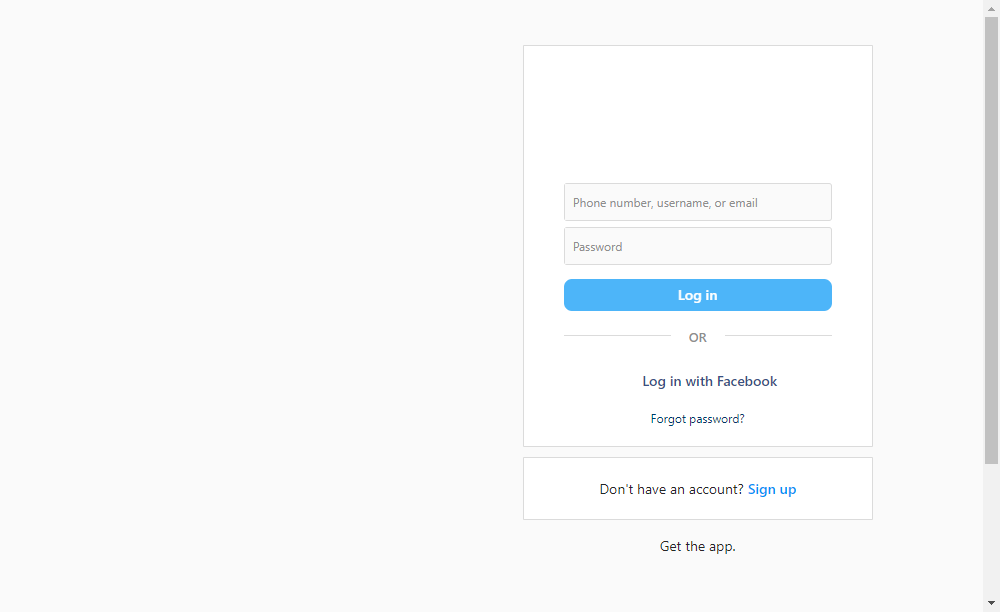 Phone number, username, or email
Password
Log in
OR
Log in with Facebook
Forgot password?
Don't have an account? Sign up
Get the app.